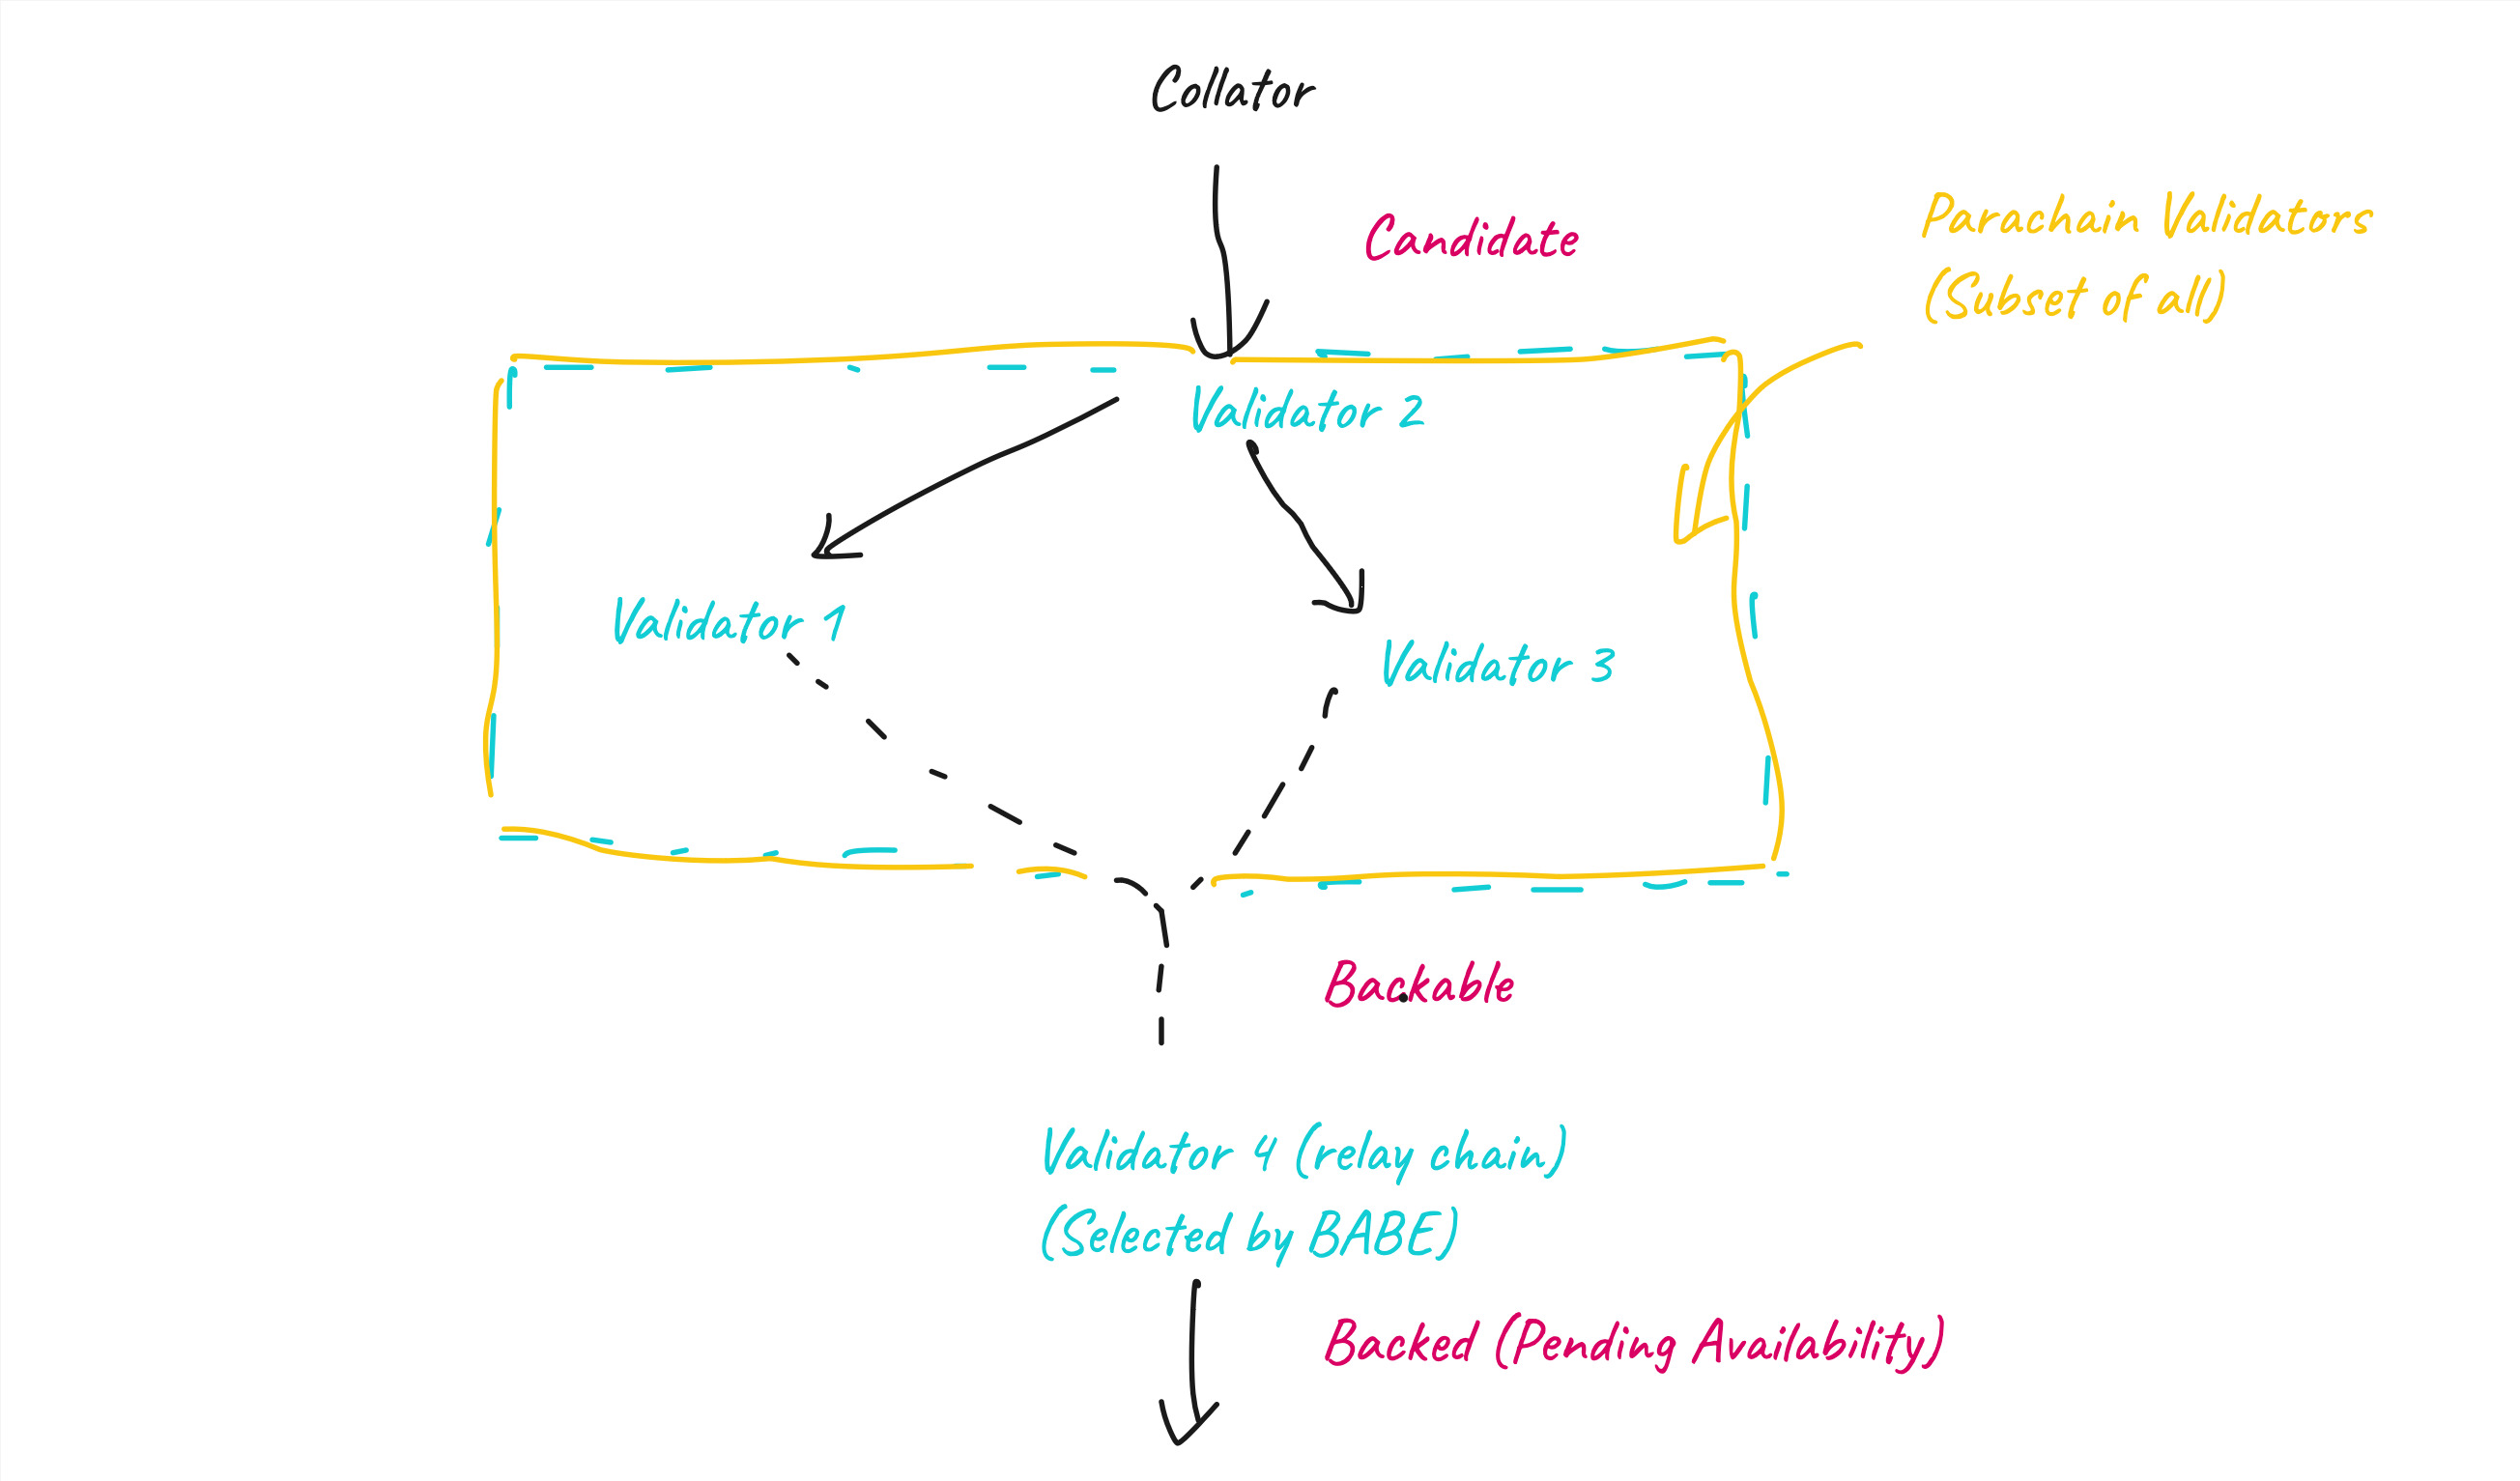 Collator
Candidate
Parachain Validators
(Subset of all)
Validator 2
Validator 1
Validator 3
Backable
Validator 4 (relay chain)
(Selected by BABE)
Backed (Pending Availability)